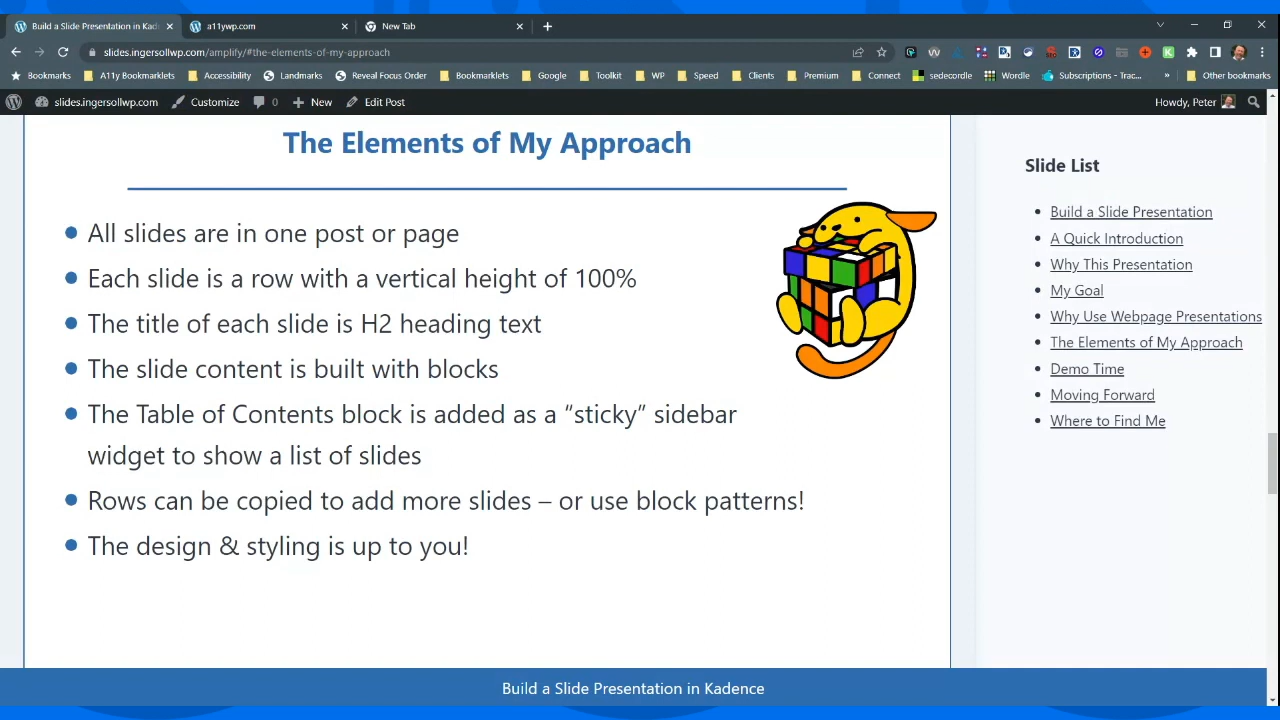 Build a Slide Presentation in Kade
a11ywp.com
New Tab
slides.ingersollwp.com/amplify/#the-elements-of-my-approach
Bookmarks
A11y Bookmarklets
Accessibility
Landmarks
Reveal Focus Order
Bookmarklets
Google
Toolkit
WP
Speed
Clients
Premium
Connect
sedecordle
Wordle
Subscriptions - Trac...
»
Other bookmarks
slides.ingersollwp.com
Customize
0
New
Edit Post
Howdy, Peter
The Elements of My Approach
All slides are in one post or page
Each slide is a row with a vertical height of 100%
The title of each slide is H2 heading text
The slide content is built with blocks
The Table of Contents block is added as a “sticky” sidebar
widget to show a list of slides
Rows can be copied to add more slides – or use block patterns!
The design & styling is up to you!
Slide List
Build a Slide Presentation
A Quick Introduction
Why This Presentation
My Goal
Why Use Webpage Presentations
The Elements of My Approach
Demo Time
Moving Forward
Where to Find Me
Build a Slide Presentation in Kadence